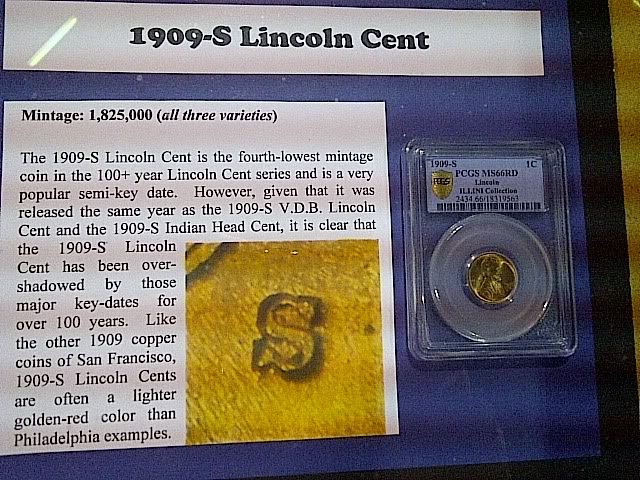 1909-S Lincoln Cent
Mintage: 1,825,000 (all three varieties)
The 1909-S Lincoln Cent is the fourth-lowest mintage
coin in the 100+ year Lincoln Cent series and is a very
popular semi-key date. However, given that it was
released the same year as the 1909-S V.D.B. Lincoln
Cent and the 1909-S Indian Head Cent, it is clear that
the 1909-S Lincoln
Cent has been over-
shadowed by those
major key-dates for
over 100 years. Like
the other 1909 copper
coins of San Francisco,
1909-S Lincoln Cents
are often a lighter
golden-red color than
Philadelphia examples.
S
1909-S 1C
PCGS MS66RD
Lincoln
ILLINI Collection
2434.66/18319563
PCGS